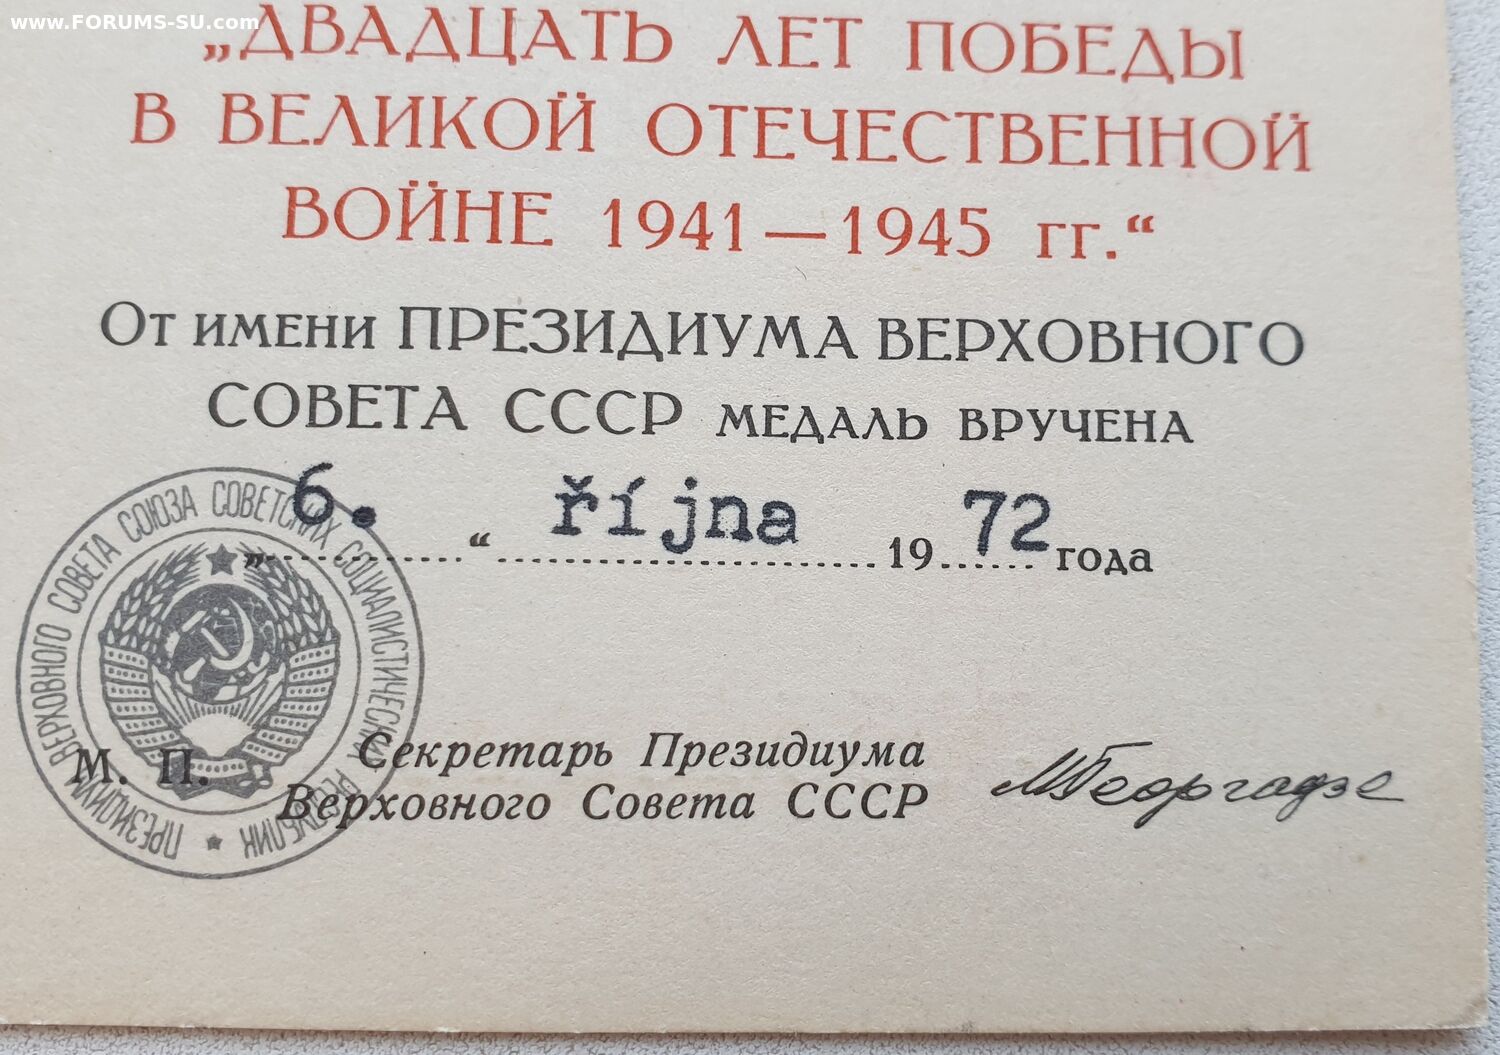 www.FORUMS-SU.com
„ДВАДЦАТЬ ЛЕТ ПОБЕДЫ
В ВЕЛИКОЙ ОТЕЧЕСТВЕННОЙ
ВОЙНЕ 1941—1945 гг.“
От имени ПРЕЗИДИУМА ВЕРХОВНОГО
СОВЕТА СССР МЕДАЛЬ ВРУЧЕНА
„6.“ října 1972 года
ПРЕЗИДИУМ ВЕРХОВНОГО СОВЕТА СОЮЗА СОВЕТСКИХ СОЦИАЛИСТИЧЕСКИХ РЕСПУБЛИК
М. П.
Секретарь Президиума
Верховного Совета СССР
МГеоргадзе